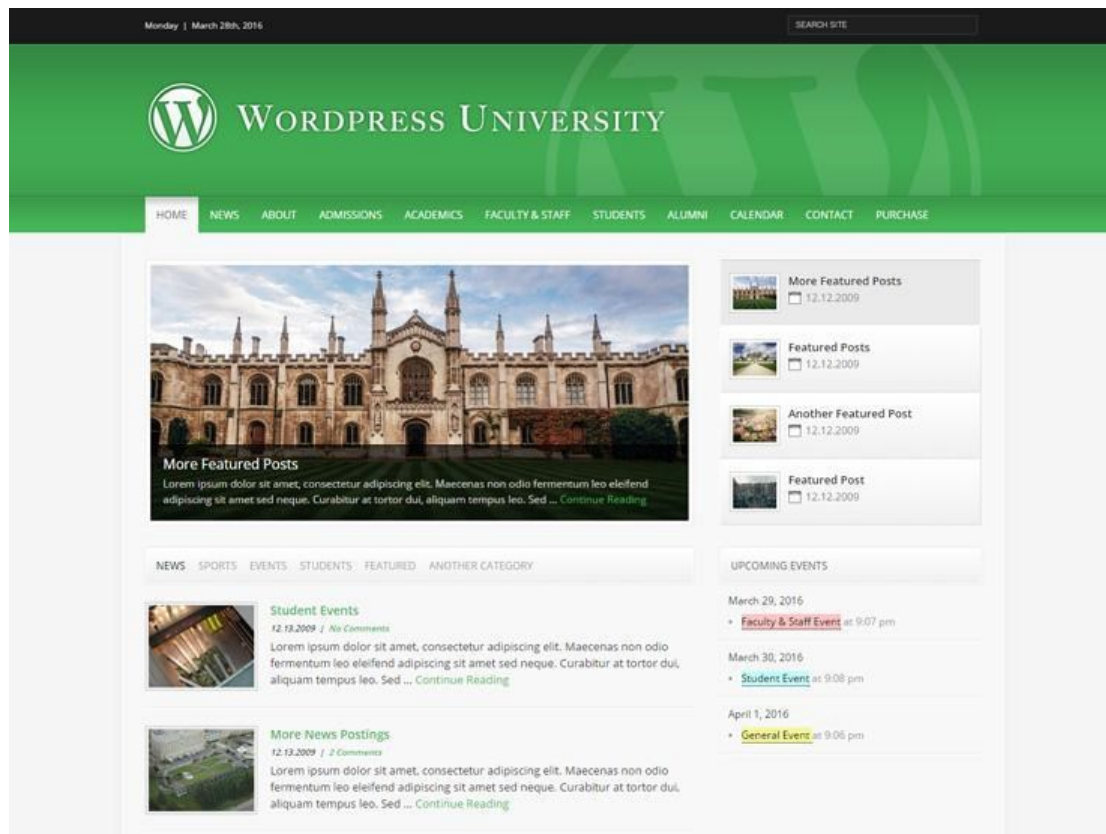 Monday | March 28th, 2016
SEARCH SITE
WORDPRESS UNIVERSITY
HOME NEWS ABOUT ADMISSIONS ACADEMICS FACULTY & STAFF STUDENTS ALUMNI CALENDAR CONTACT PURCHASE
More Featured Posts
Lorem ipsum dolor sit amet, consectetur adipiscing elit. Maecenas non odio fermentum leo eleifend
adipiscing sit amet sed neque. Curabitur at tortor dui, aliquam tempus leo. Sed ... Continue Reading
More Featured Posts
12.12.2009
Featured Posts
12.12.2009
Another Featured Post
12.12.2009
Featured Post
12.12.2009
NEWS SPORTS EVENTS STUDENTS FEATURED ANOTHER CATEGORY
Student Events
12.13.2009 | No Comments
Lorem ipsum dolor sit amet, consectetur adipiscing elit. Maecenas non odio
fermentum leo eleifend adipiscing sit amet sed neque. Curabitur at tortor dui,
aliquam tempus leo. Sed ... Continue Reading
More News Postings
12.13.2009 | 2 Comments
Lorem ipsum dolor sit amet, consectetur adipiscing elit. Maecenas non odio
fermentum leo eleifend adipiscing sit amet sed neque. Curabitur at tortor dui,
aliquam tempus leo. Sed ... Continue Reading
UPCOMING EVENTS
March 29, 2016
Faculty & Staff Event at 9:07 pm
March 30, 2016
Student Event at 9:08 pm
April 1, 2016
General Event at 9:06 pm